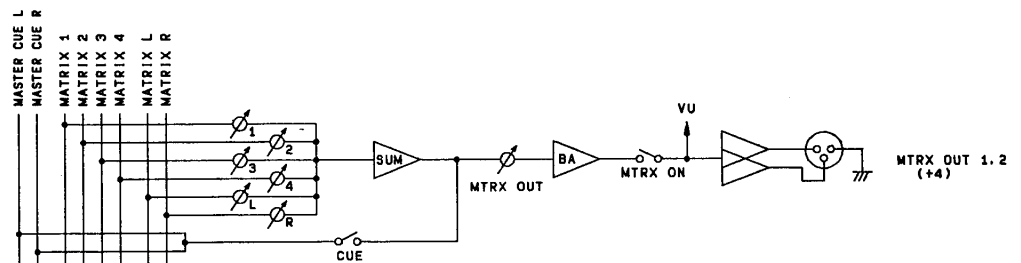 MASTER CUE L
MASTER CUE R
MATRIX 1
MATRIX 2
MATRIX 3
MATRIX 4
MATRIX L
MATRIX R
1
2
3
4
L
R
SUM
MTRX OUT
BA
MTRX ON
VU
MTRX OUT 1.2
(+4)
CUE